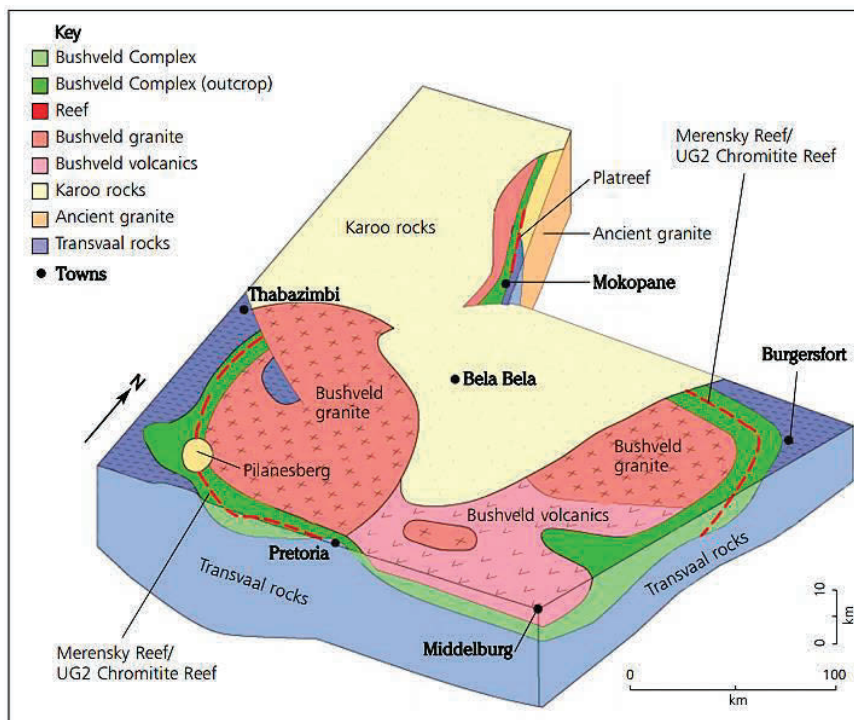 Key
Bushveld Complex
Bushveld Complex (outcrop)
Reef
Bushveld granite
Bushveld volcanics
Karoo rocks
Ancient granite
Transvaal rocks
Towns
Merensky Reef/
UG2 Chromitite Reef
Platreef
Karoo rocks
Ancient granite
Mokopane
Thabazimbi
Burgersfort
Bela Bela
N
Bushveld
granite
Bushveld
granite
Pilanesberg
Bushveld volcanics
Pretoria
Transvaal rocks
Transvaal rocks
Middelburg
Merensky Reef/
UG2 Chromitite Reef
10
km
0
0
100
km